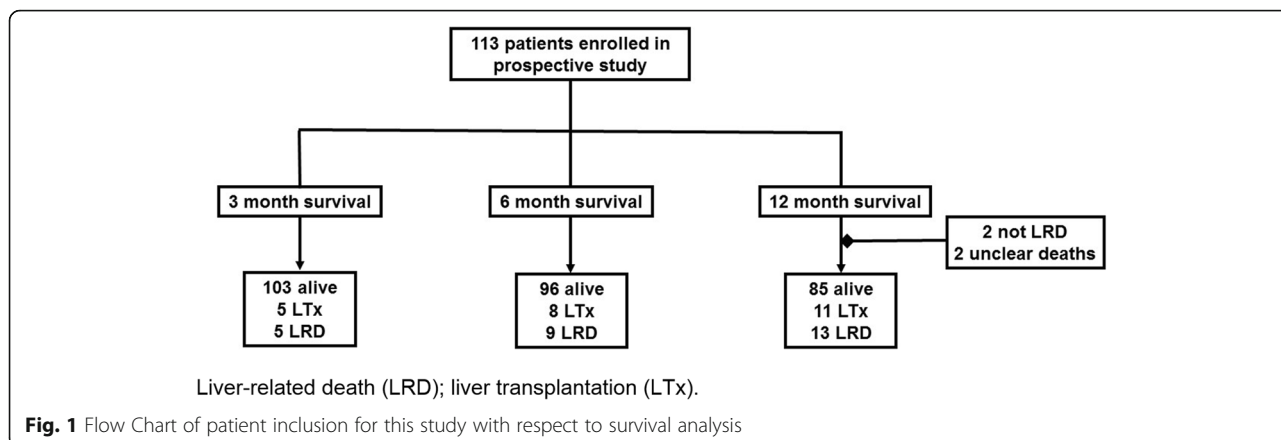 113 patients enrolled in
prospective study
3 month survival
6 month survival
12 month survival
2 not LRD
2 unclear deaths
103 alive
5 LTx
5 LRD
96 alive
8 LTx
9 LRD
85 alive
11 LTx
13 LRD
Liver-related death (LRD); liver transplantation (LTx).
Fig. 1 Flow Chart of patient inclusion for this study with respect to survival analysis